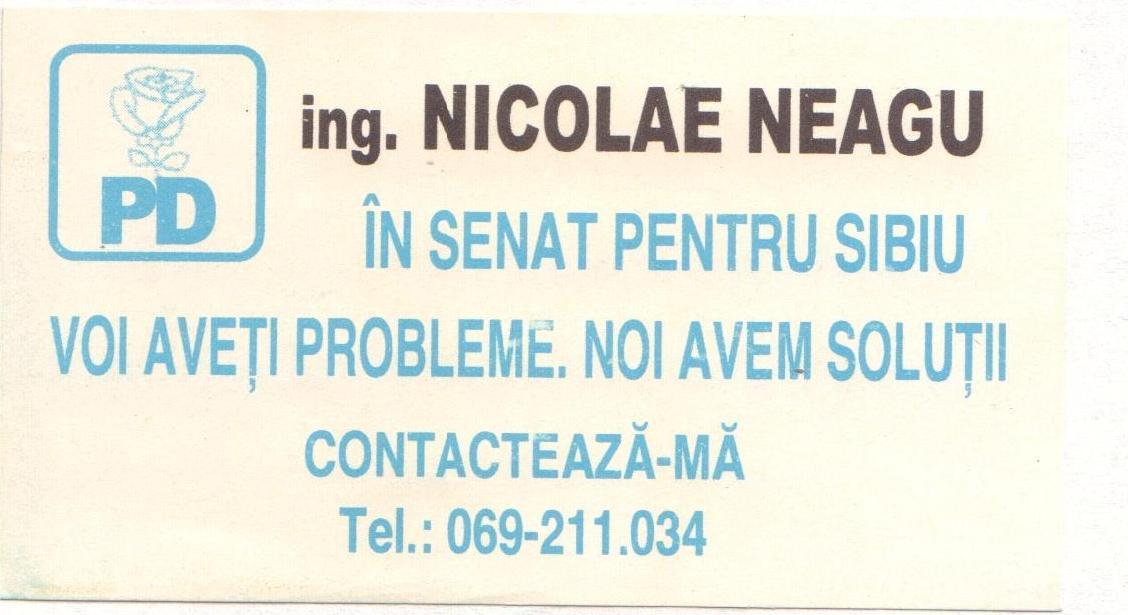 PD
ing. NICOLAE NEAGU
ÎN SENAT PENTRU SIBIU
VOI AVEȚI PROBLEME. NOI AVEM SOLUȚII
CONTACTEAZĂ-MĂ
Tel.: 069-211.034